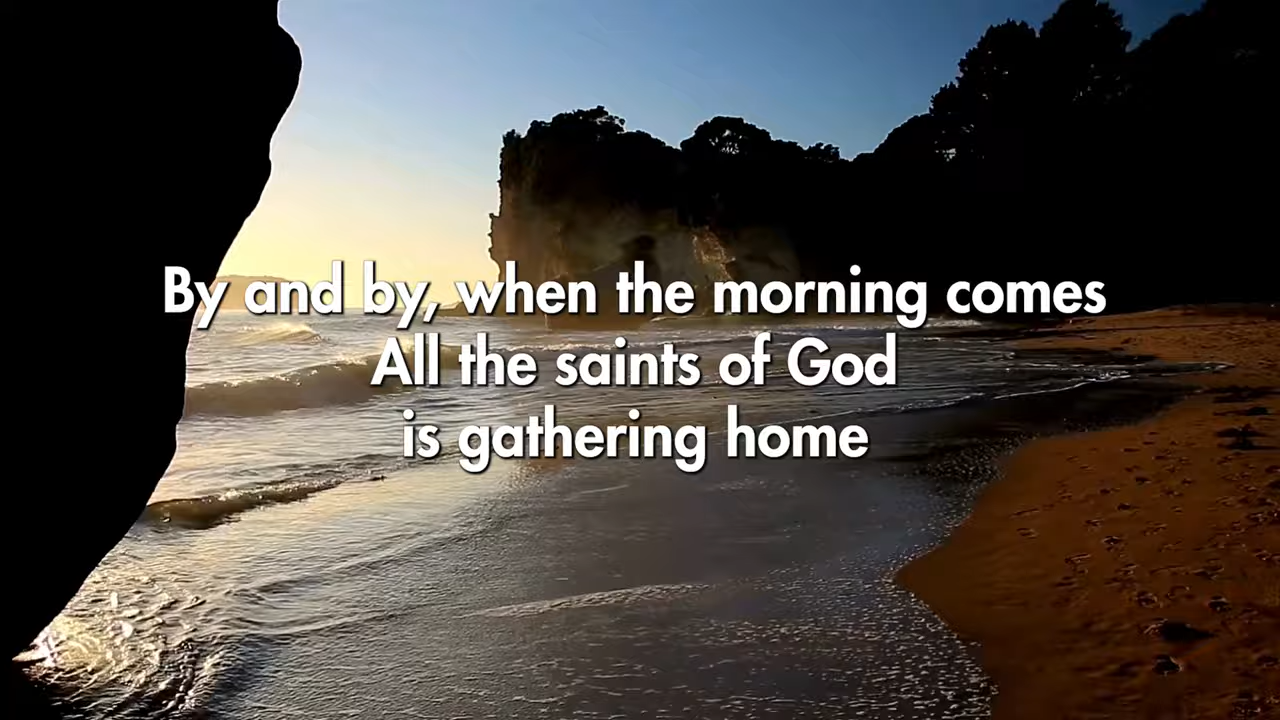 By and by, when the morning comes
All the saints of God
is gathering home